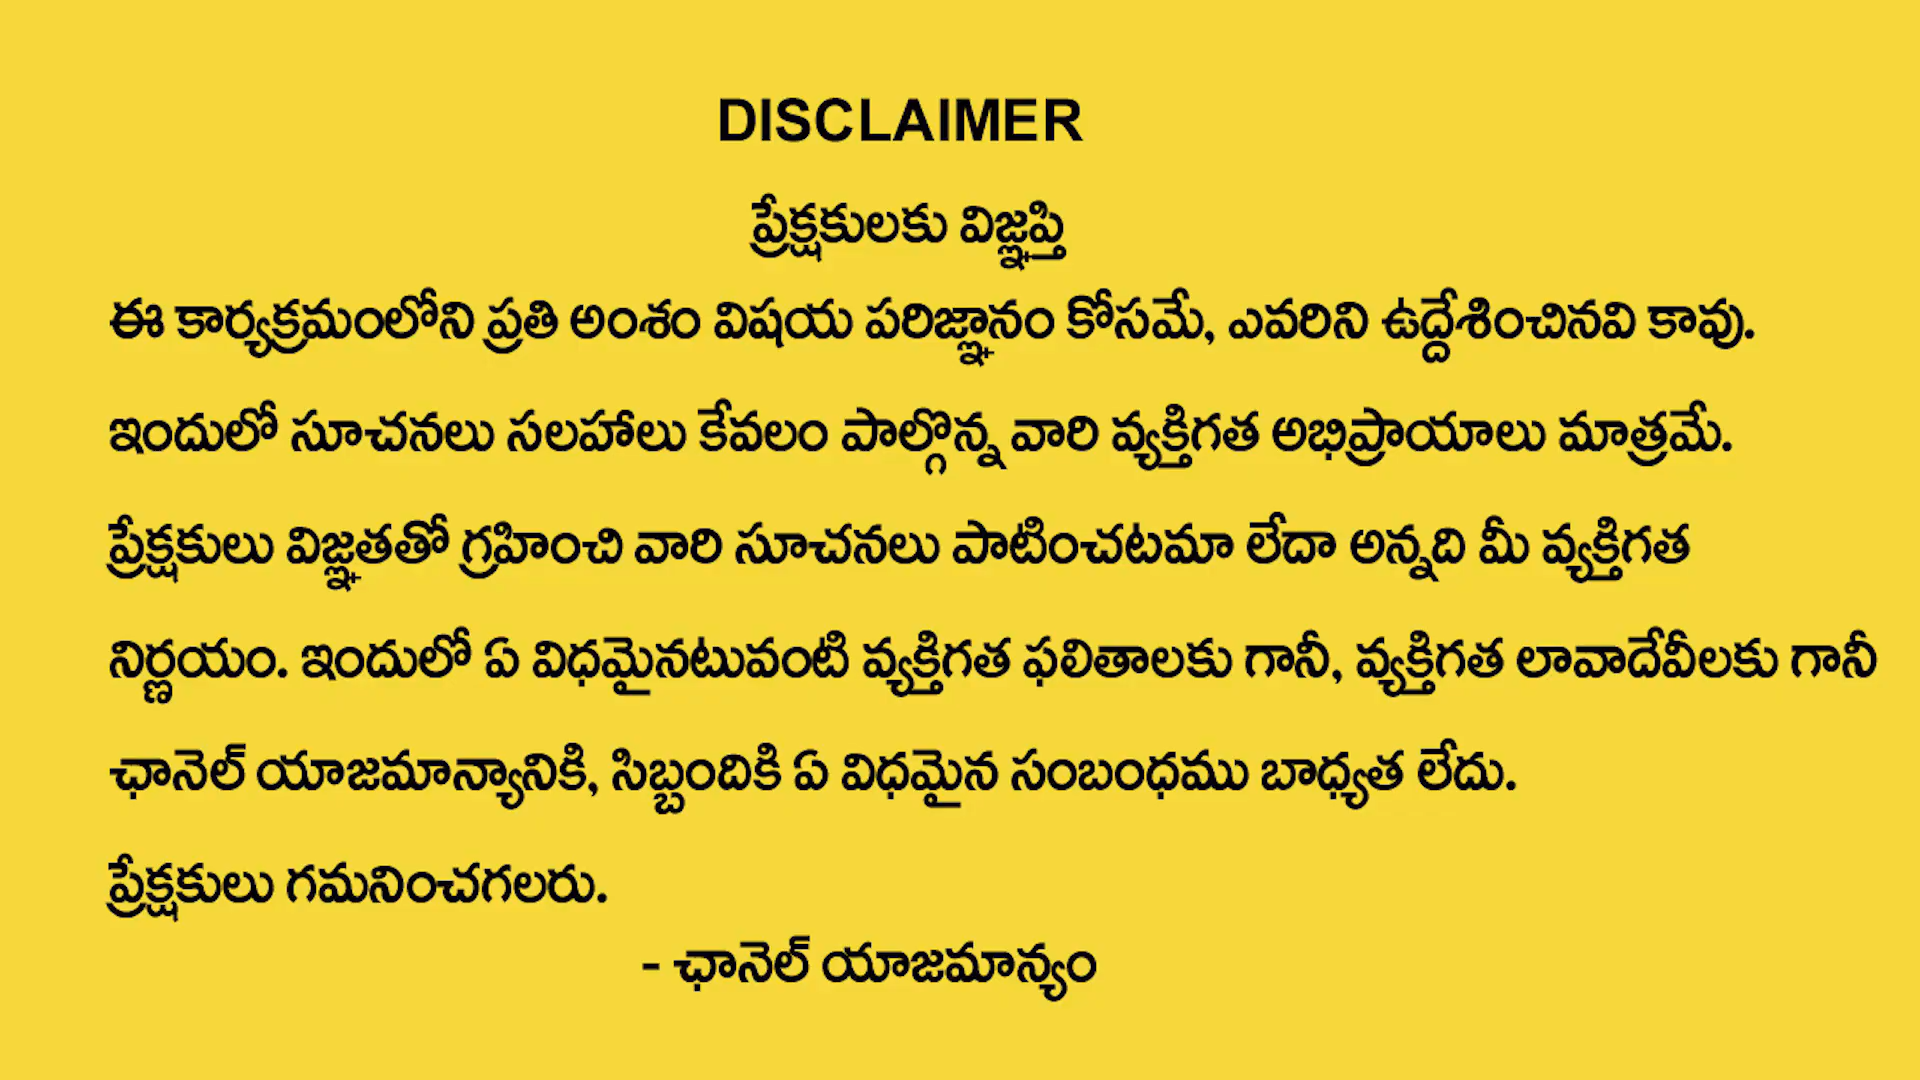 DISCLAIMER
ప్రేక్షకులకు విజ్ఞప్తి
ఈ కార్యక్రమంలోని ప్రతి అంశం విషయ పరిజ్ఞానం కోసమే, ఎవరిని ఉద్దేశించినవి కావు.
ఇందులో సూచనలు సలహాలు కేవలం పాల్గొన్న వారి వ్యక్తిగత అభిప్రాయాలు మాత్రమే.
ప్రేక్షకులు విజ్ఞతతో గ్రహించి వారి సూచనలు పాటించటమా లేదా అన్నది మీ వ్యక్తిగత
నిర్ణయం. ఇందులో ఏ విధమైనటువంటి వ్యక్తిగత ఫలితాలకు గానీ, వ్యక్తిగత లావాదేవీలకు గానీ
ఛానెల్ యాజమాన్యానికి, సిబ్బందికి ఏ విధమైన సంబంధము బాధ్యత లేదు.
ప్రేక్షకులు గమనించగలరు.
- ఛానెల్ యాజమాన్యం